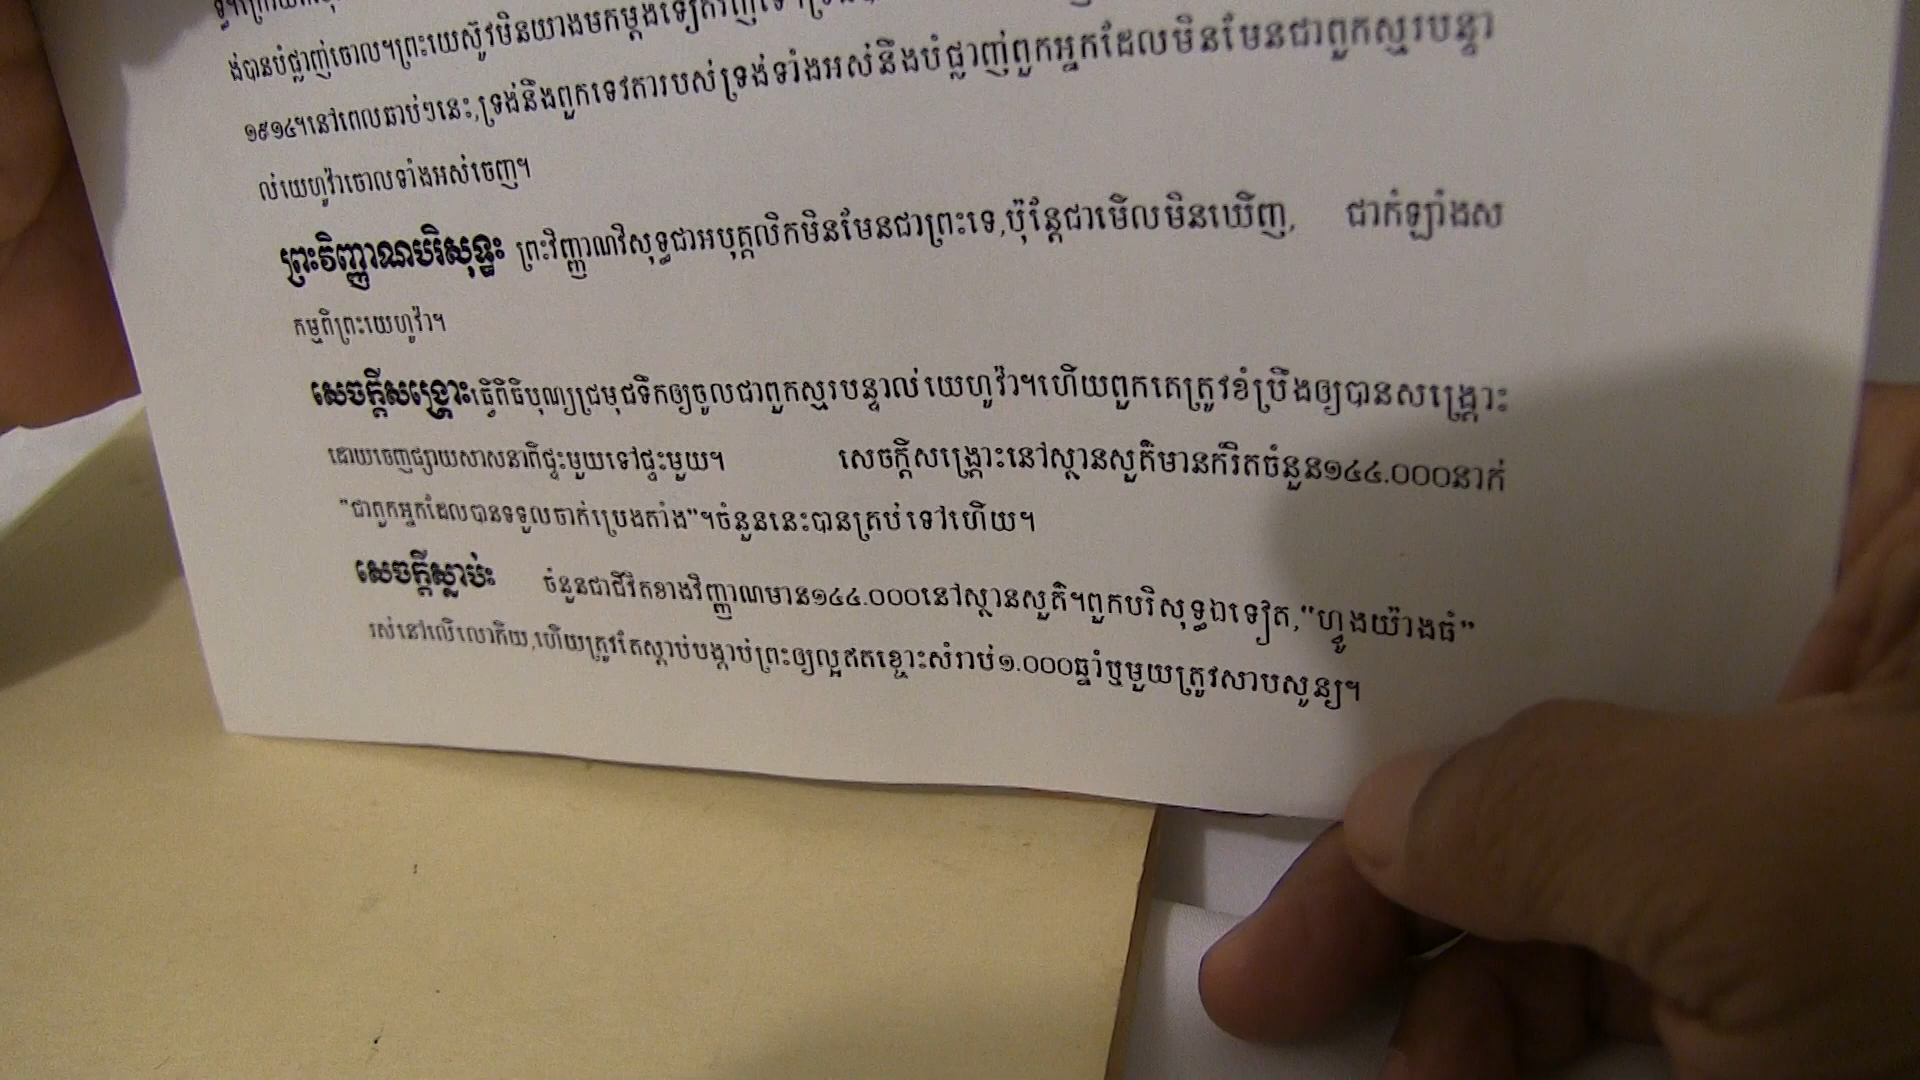 ង់បានបំផ្លាញ់ចោល។ព្រះយេស៊ូវមិនយាងមកម្ដងទៀតវិញទេ។
១៩១៤។នៅពេលឆាប់ៗនេះ,ទ្រង់នឹងពួកទេវតារបស់ទ្រង់ទាំងអស់នឹងបំផ្លាញ់ពួកអ្នកដែលមិនមែនជាពួកស្មរបន្ទា
ល់យេហូវ៉ាចោលទាំងអស់ចេញ។
ព្រះវិញ្ញាណបរិសុទ្ធះ ព្រះវិញ្ញាណវិសុទ្ធជាអបុគ្គលិកមិនមែនជាព្រះទេ,ប៉ុន្តែជាមើលមិនឃើញ, ជាកំឡាំងស
កម្មពីព្រះយេហូវ៉ា។
សេចក្ដីសង្គ្រោះធ្វើពិធីបុណ្យជ្រមុជទឹកឲ្យចូលជាពួកស្មរបន្ទាល់យេហូវ៉ា។ហើយពួកគេត្រូវខំប្រឹងឲ្យបានសង្គ្រោះ
ដោយចេញផ្សាយសាសនាពីផ្ទះមួយទៅផ្ទះមួយ។ សេចក្ដីសង្គ្រោះនៅស្ថានសួគ៌មានកំរិតចំនួន១៤៤.០០០នាក់
"ជាពួកអ្នកដែលបានទទួលចាក់ប្រេងតាំង"។ចំនួននេះបានគ្រប់ទៅហើយ។
សេចក្ដីស្លាប់ះ ចំនួនជាជីវិតខាងវិញ្ញាណមាន១៤៤.០០០នៅស្ថានសួគ៌។ពួកបរិសុទ្ធឯទៀត,"ហ្វូងយ៉ាងធំ"
រស់នៅលើលោកិយ,ហើយត្រូវតែស្ដាប់បង្គាប់ព្រះឲ្យល្អឥតខ្ចោះសំរាប់១.០០០ឆ្នាំឬមួយត្រូវសាបសូន្យ។